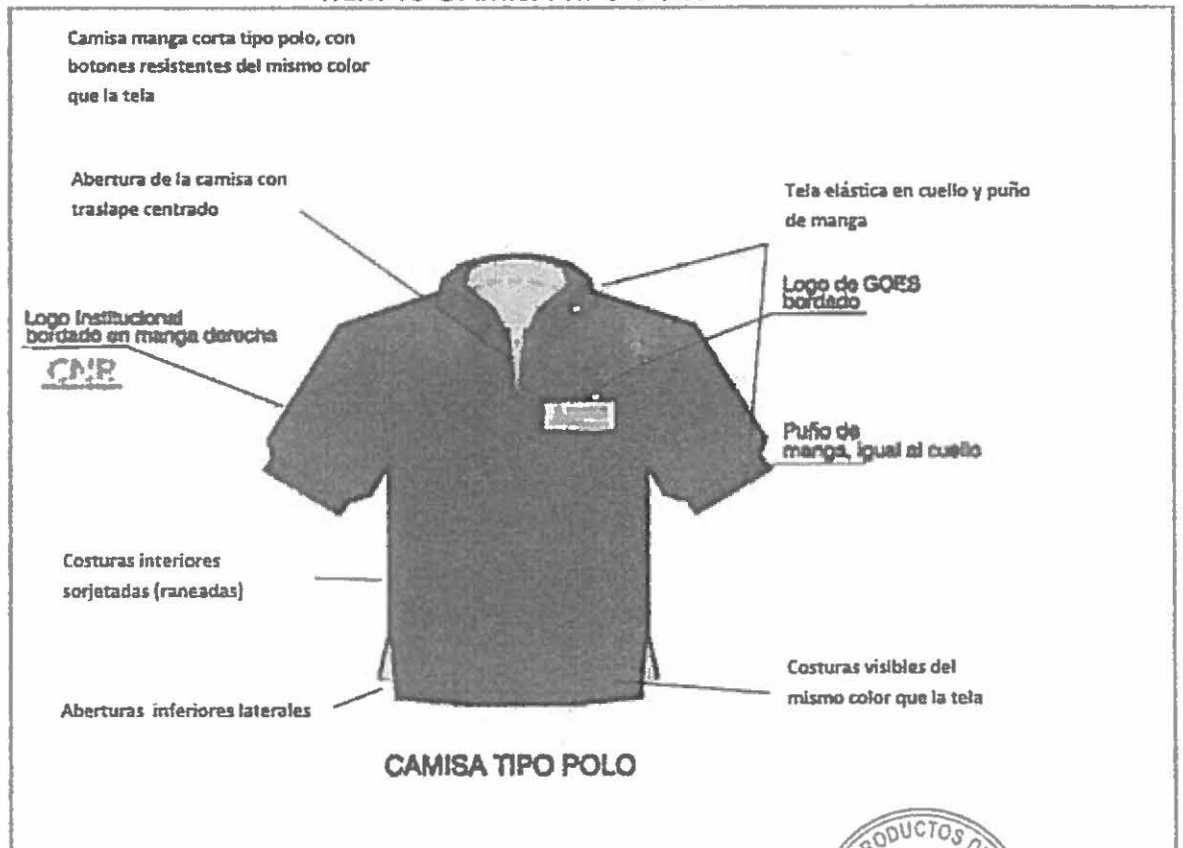 Camisa manga corta tipo polo, con
botones resistentes del mismo color
que la tela
Abertura de la camisa con
traslape centrado
Tela elástica en cuello y puño
de manga
Logo de GOES
bordado
Logo Institucional
bordado en manga derecha
CNR
Puño de
manga, igual al cuello
Costuras interiores
sorjetadas (raneadas)
Costuras visibles del
mismo color que la tela
Aberturas inferiores laterales
CAMISA TIPO POLO
PRODUCTOS